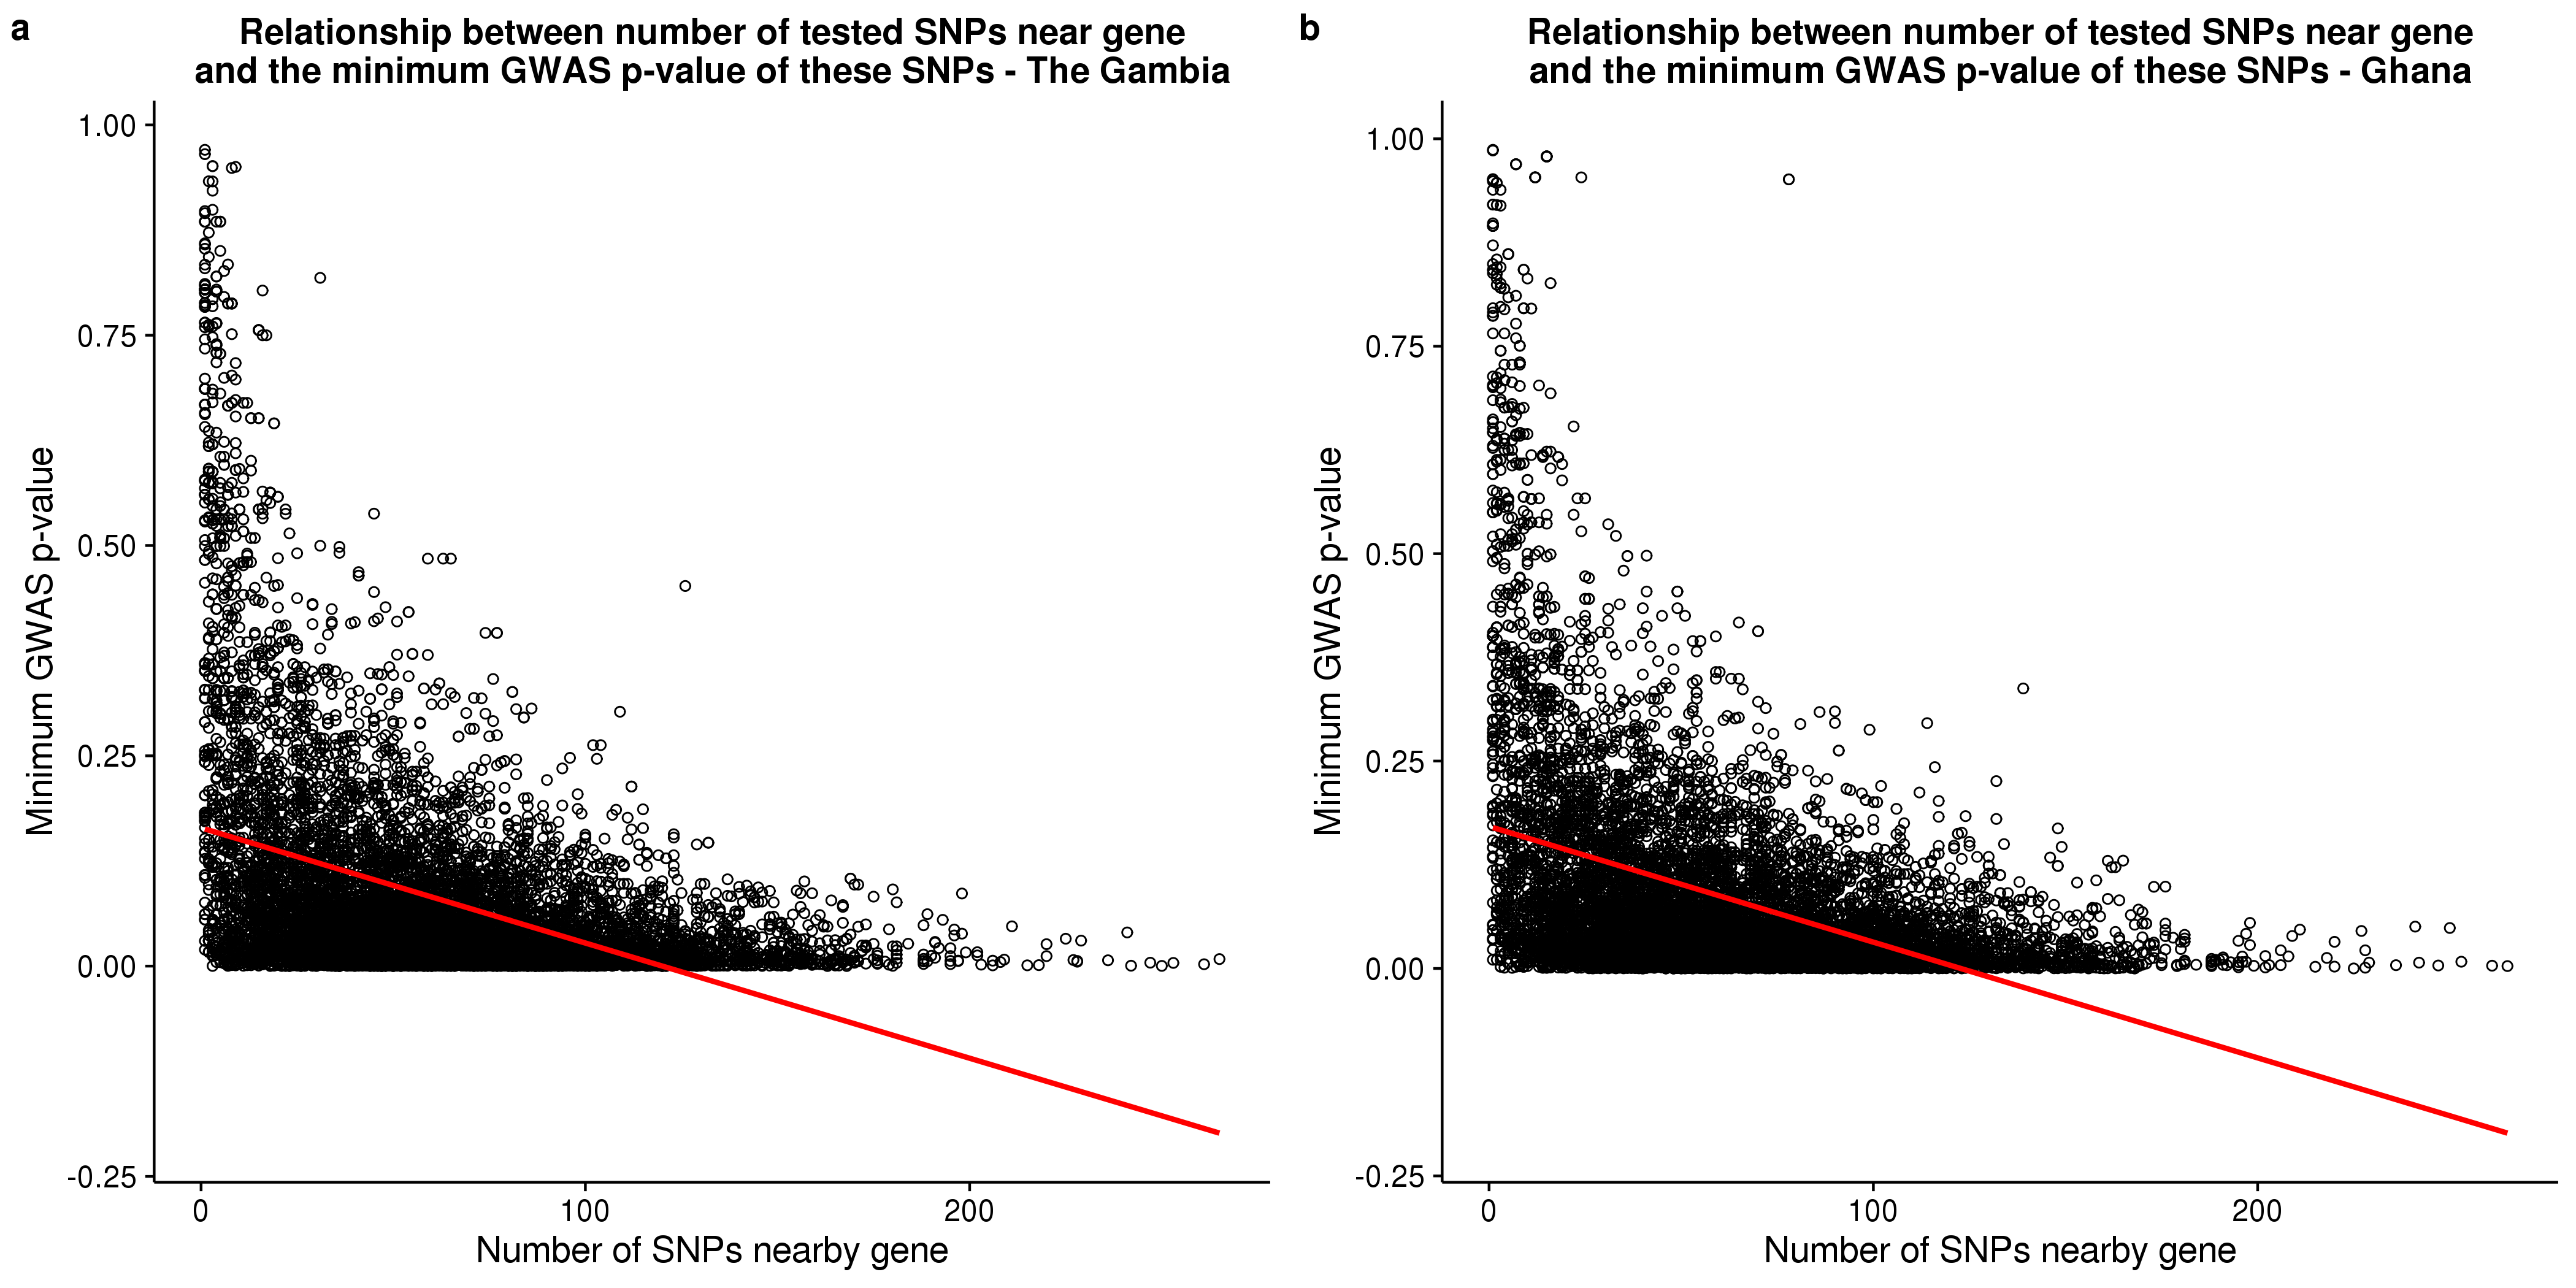 a
Relationship between number of tested SNPs near gene
and the minimum GWAS p-value of these SNPs - The Gambia
Minimum GWAS p-value
1.00
0.75
0.50
0.25
0.00
-0.25
0
100
200
Number of SNPs nearby gene
b
Relationship between number of tested SNPs near gene
and the minimum GWAS p-value of these SNPs - Ghana
Minimum GWAS p-value
1.00
0.75
0.50
0.25
0.00
-0.25
0
100
200
Number of SNPs nearby gene